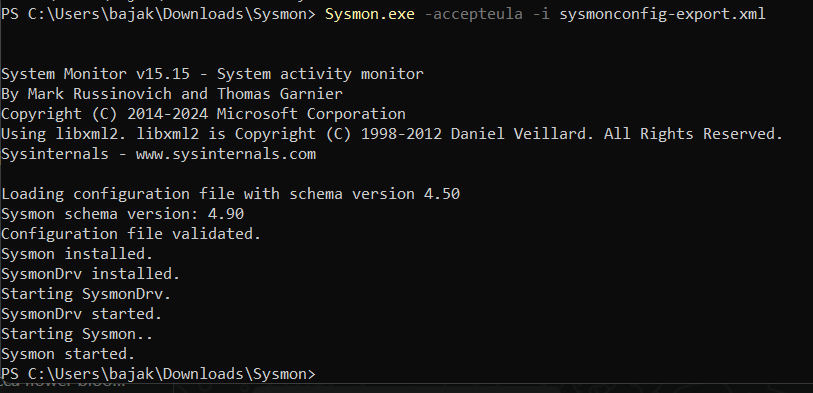 PS C:\Users\bajak\Downloads\Sysmon> Sysmon.exe -accepteula -i sysmonconfig-export.xml
System Monitor v15.15 - System activity monitor
By Mark Russinovich and Thomas Garnier
Copyright (C) 2014-2024 Microsoft Corporation
Using libxml2. libxml2 is Copyright (C) 1998-2012 Daniel Veillard. All Rights Reserved.
Sysinternals - www.sysinternals.com
Loading configuration file with schema version 4.50
Sysmon schema version: 4.90
Configuration file validated.
Sysmon installed.
SysmonDrv installed.
Starting SysmonDrv.
SysmonDrv started.
Starting Sysmon..
Sysmon started.
PS C:\Users\bajak\Downloads\Sysmon>